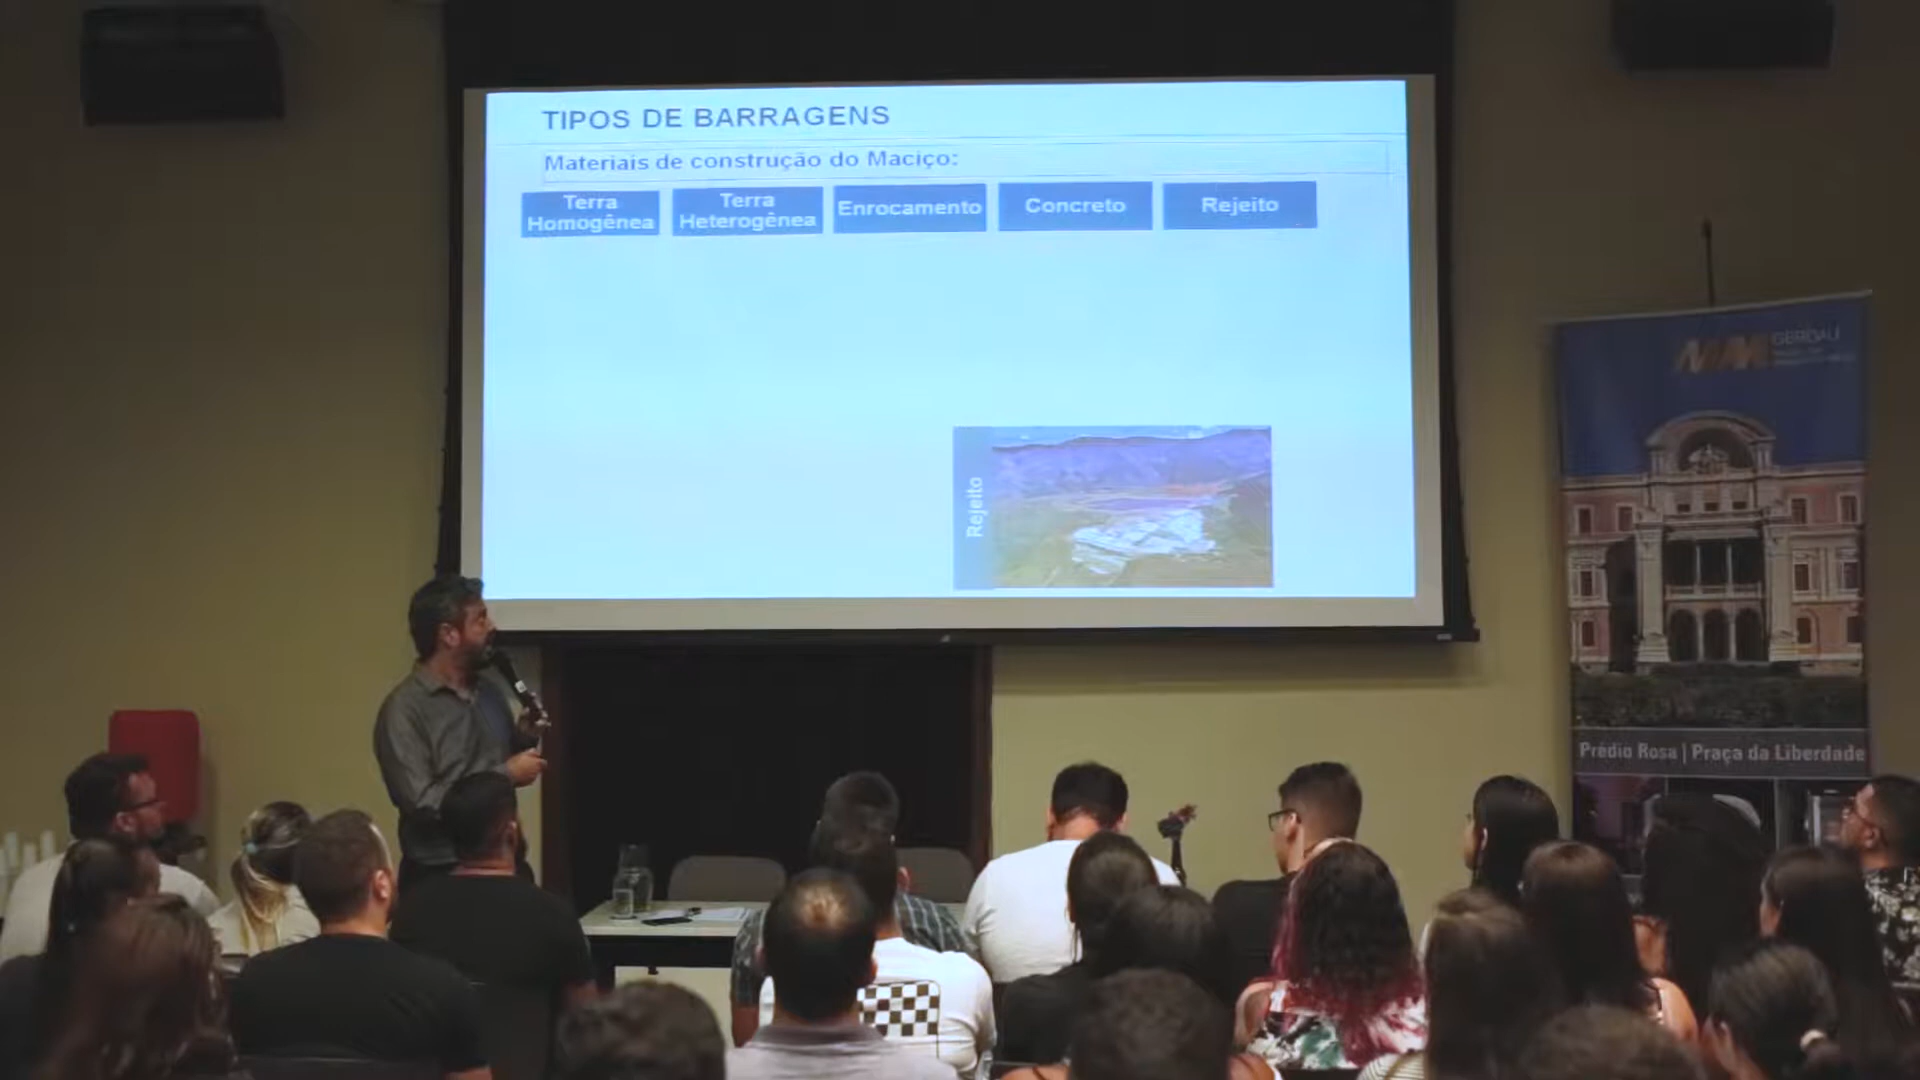 TIPOS DE BARRAGENS
Materiais de construção do Maciço:
Terra
Homogênea
Terra
Heterogênea
Enrocamento
Concreto
Rejeito
Rejeito
MM
GERDAU
Prédio Rosa | Praça da Liberdade